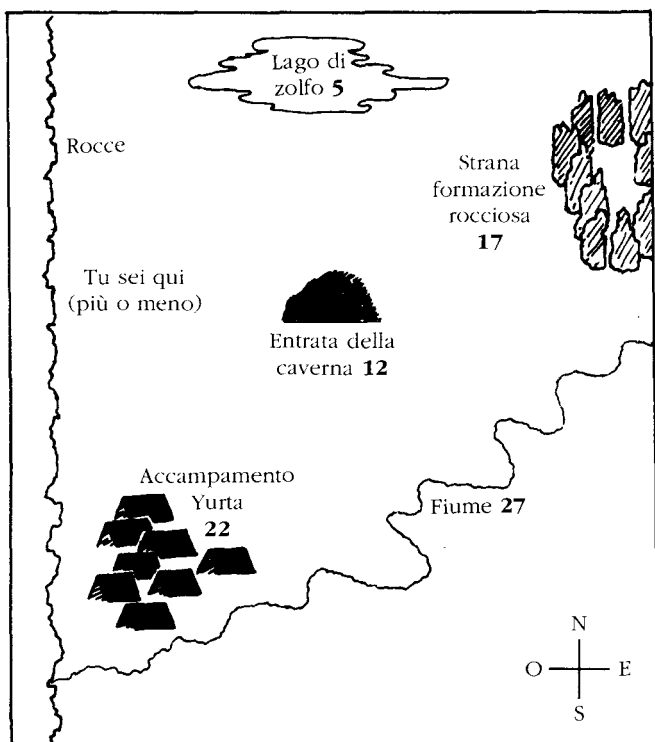 Lago di
zolfo 5
Rocce
Strana
formazione
rocciosa
17
Tu sei qui
(più o meno)
Entrata della
caverna 12
Accampamento
Yurta
22
Fiume 27
N
O E
S